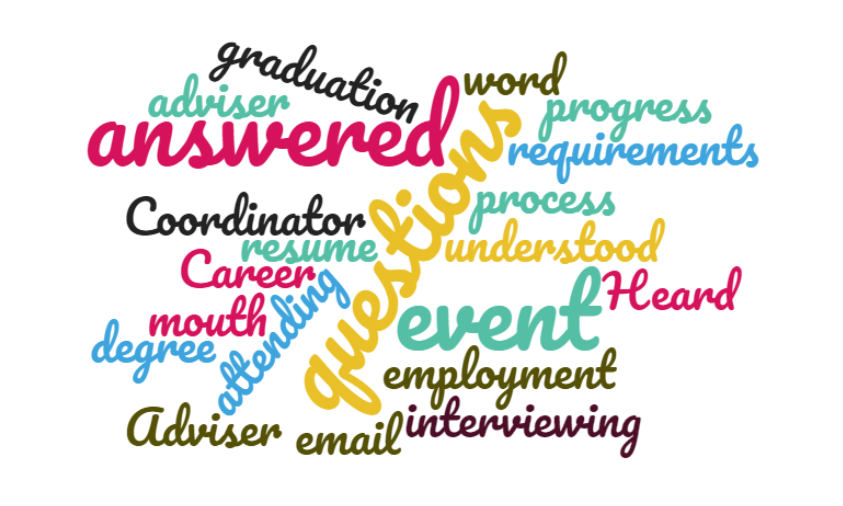 graduation
word
adviser
progress
answered
requirements
questions
process
Coordinator
resume
understood
Career
Heard
attending
mouth
event
degree
employment
Adviser
email
interviewing